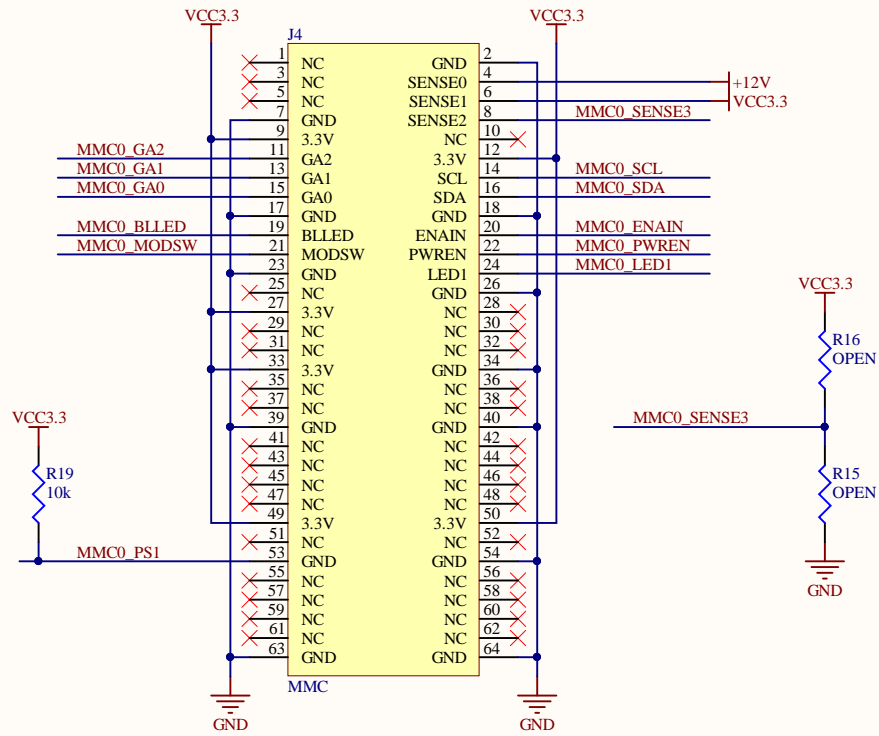 VCC3.3
VCC3.3
J4
1 NC GND 2
3 NC SENSE0 4 +12V
5 NC SENSE1 6 VCC3.3
7 GND SENSE2 8 MMC0_SENSE3
9 3.3V NC 10
MMC0_GA2 11 GA2 3.3V 12
MMC0_GA1 13 GA1 SCL 14 MMC0_SCL
MMC0_GA0 15 GA0 SDA 16 MMC0_SDA
17 GND GND 18
MMC0_BLLED 19 BLLED ENAIN 20 MMC0_ENAIN
MMC0_MODSW 21 MODSW PWREN 22 MMC0_PWREN
23 GND LED1 24 MMC0_LED1
25 NC GND 26
27 3.3V NC 28
29 NC NC 30
31 NC NC 32
33 3.3V GND 34
35 NC NC 36
37 NC NC 38
39 GND GND 40
41 NC NC 42
43 NC NC 44
45 NC NC 46
47 NC NC 48
49 3.3V 3.3V 50
51 NC NC 52
MMC0_PS1 53 GND GND 54
55 NC NC 56
57 NC NC 58
59 NC NC 60
61 NC NC 62
63 GND GND 64
MMC
GND
GND
VCC3.3
R19
10k
VCC3.3
R16
OPEN
MMC0_SENSE3
R15
OPEN
GND